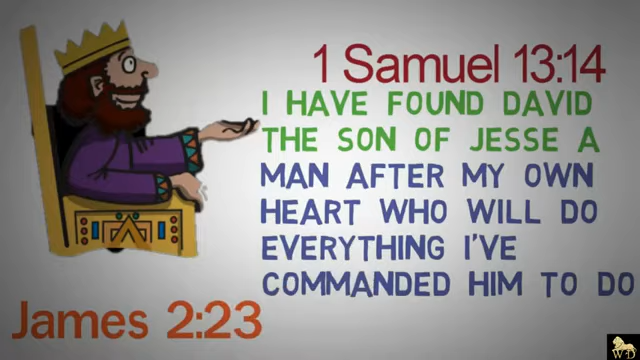 1 Samuel 13:14
I HAVE FOUND DAVID
THE SON OF JESSE A
MAN AFTER MY OWN
HEART WHO WILL DO
EVERYTHING I'VE
COMMANDED HIM TO DO
James 2:23
WD